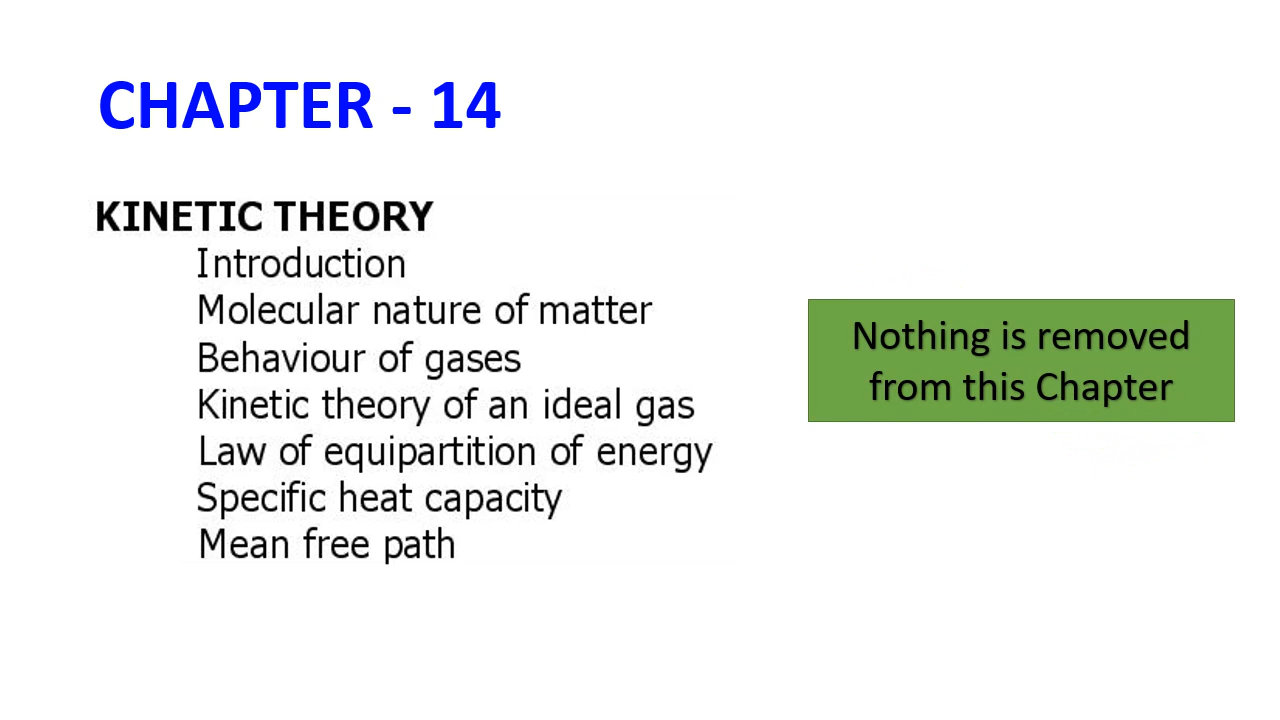 CHAPTER - 14
KINETIC THEORY
Introduction
Molecular nature of matter
Behaviour of gases
Kinetic theory of an ideal gas
Law of equipartition of energy
Specific heat capacity
Mean free path
Nothing is removed
from this Chapter